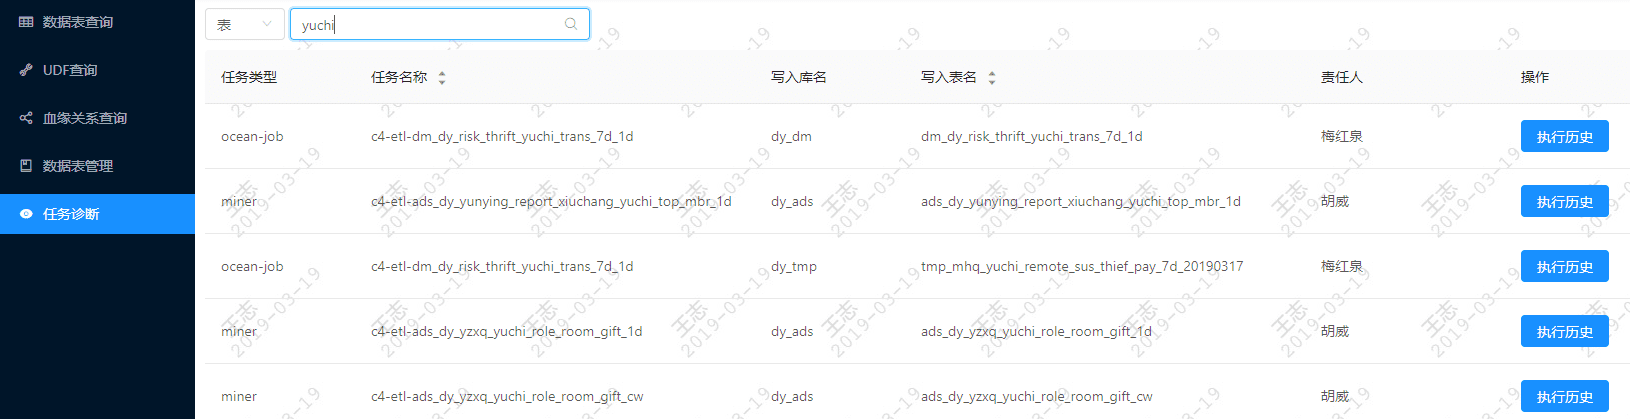 数据表查询
UDF查询
血缘关系查询
数据表管理
任务诊断
表 yuchi
任务类型 任务名称 写入库名 写入表名 责任人 操作
ocean-job c4-etl-dm_dy_risk_thrift_yuchi_trans_7d_1d dy_dm dm_dy_risk_thrift_yuchi_trans_7d_1d 梅红泉 执行历史
miner c4-etl-ads_dy_yunying_report_xiuchang_yuchi_top_mbr_1d dy_ads ads_dy_yunying_report_xiuchang_yuchi_top_mbr_1d 胡威 执行历史
ocean-job c4-etl-dm_dy_risk_thrift_yuchi_trans_7d_1d dy_tmp tmp_mhq_yuchi_remote_sus_thief_pay_7d_20190317 梅红泉 执行历史
miner c4-etl-ads_dy_yzxq_yuchi_role_room_gift_1d dy_ads ads_dy_yzxq_yuchi_role_room_gift_1d 胡威 执行历史
miner c4-etl-ads_dy_yzxq_yuchi_role_room_gift_cw dy_ads ads_dy_yzxq_yuchi_role_room_gift_cw 胡威 执行历史
王志
2019-03-19